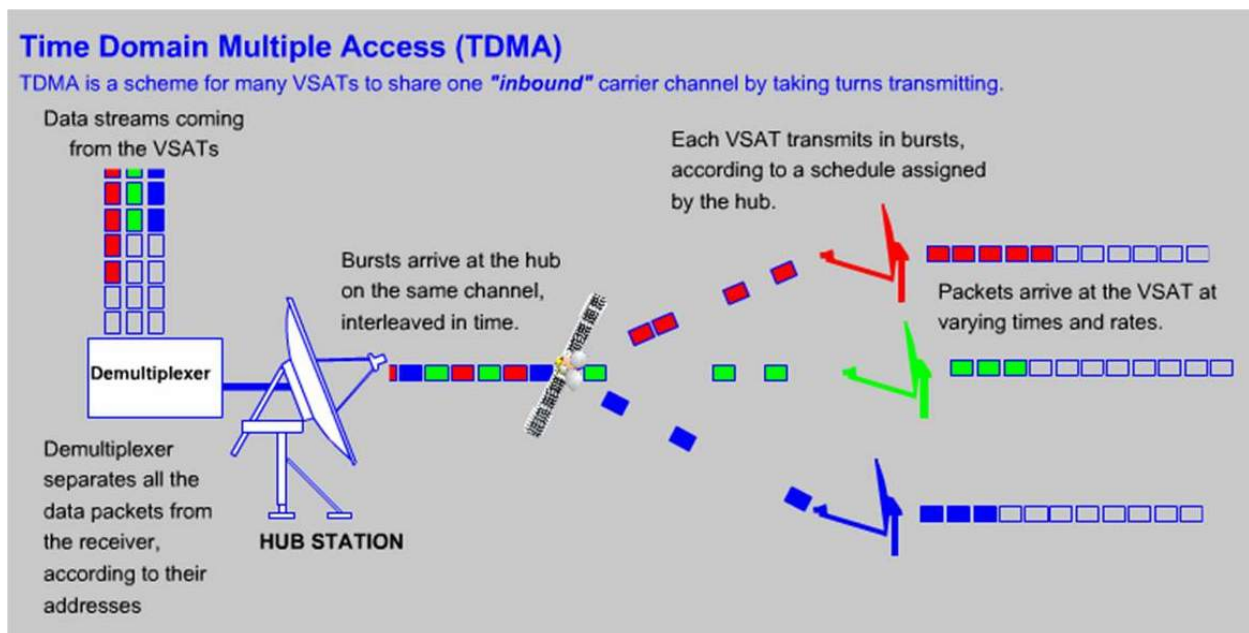 Time Domain Multiple Access (TDMA)
TDMA is a scheme for many VSATs to share one "inbound" carrier channel by taking turns transmitting.
Data streams coming
from the VSATs
Each VSAT transmits in bursts,
according to a schedule assigned
by the hub.
Bursts arrive at the hub
on the same channel,
interleaved in time.
Packets arrive at the VSAT at
varying times and rates.
Demultiplexer
Demultiplexer
separates all the
data packets from
the receiver,
according to their
addresses
HUB STATION